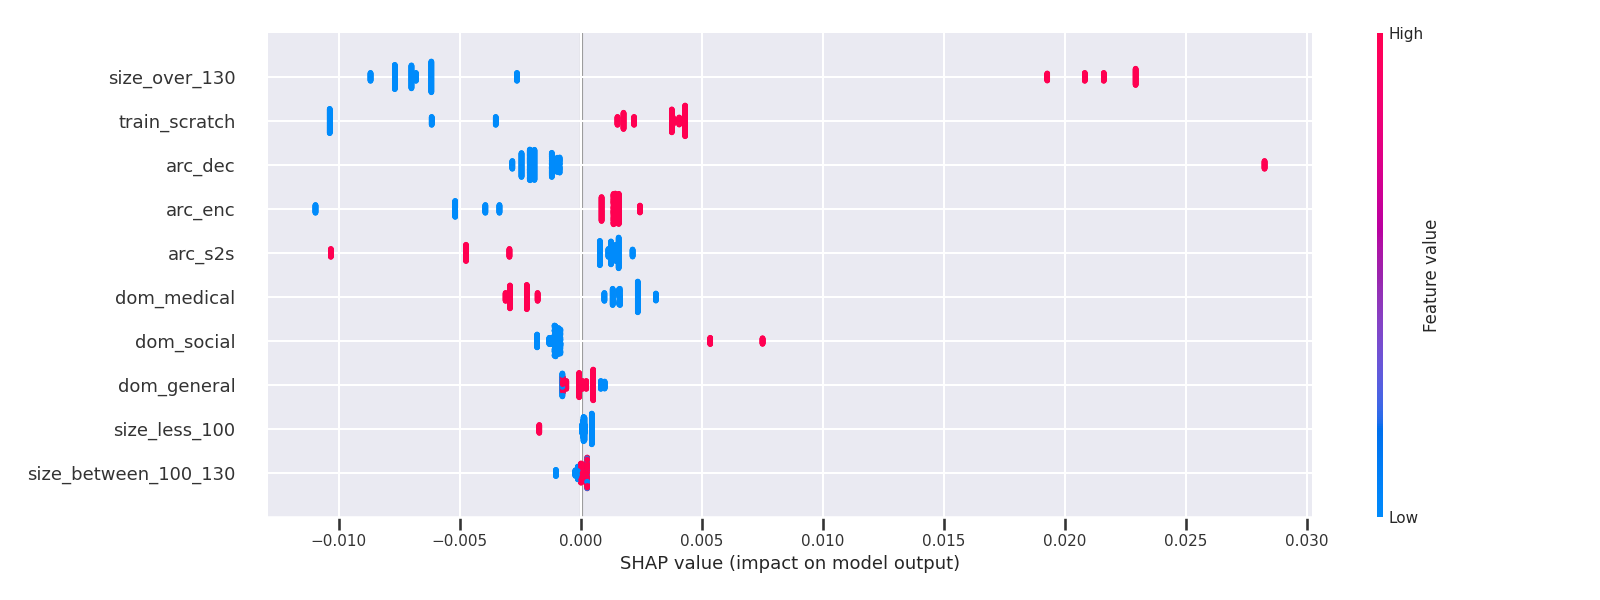 High
size_over_130
train_scratch
arc_dec
arc_enc
arc_s2s
dom_medical
dom_social
dom_general
size_less_100
size_between_100_130
Feature value
Low
−0.010 −0.005 0.000 0.005 0.010 0.015 0.020 0.025 0.030
SHAP value (impact on model output)